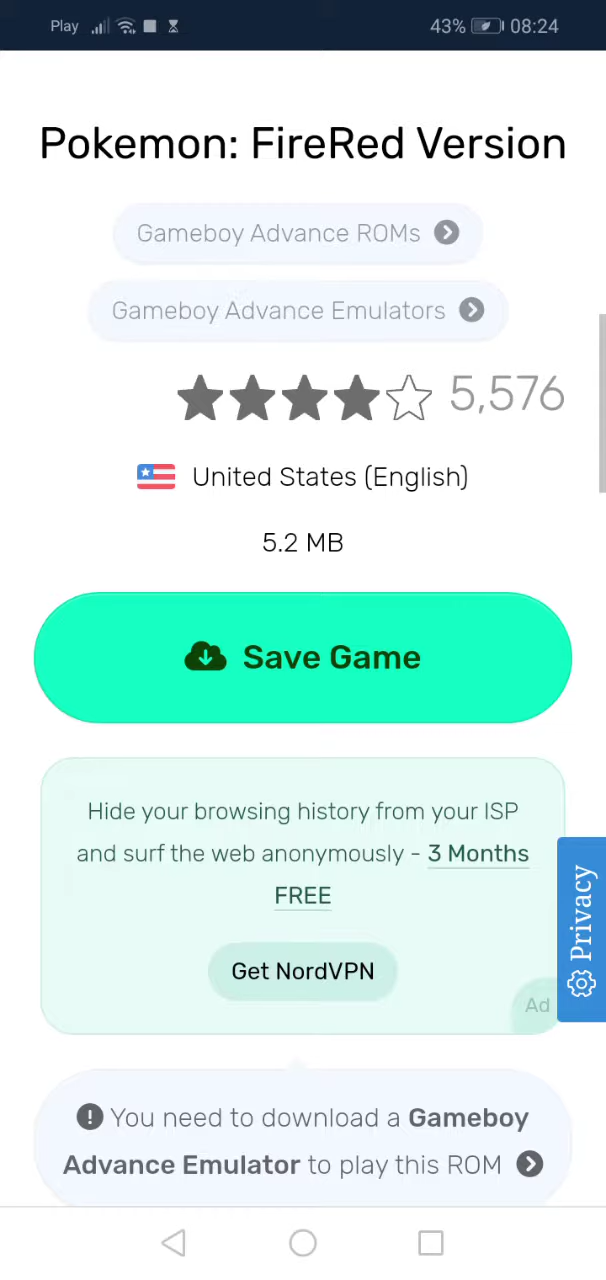 Play 43% 08:24
Pokemon: FireRed Version
Gameboy Advance ROMs
Gameboy Advance Emulators
5,576
United States (English)
5.2 MB
Save Game
Hide your browsing history from your ISP
and surf the web anonymously - 3 Months
FREE
Get NordVPN
Privacy
Ad
You need to download a Gameboy
Advance Emulator to play this ROM